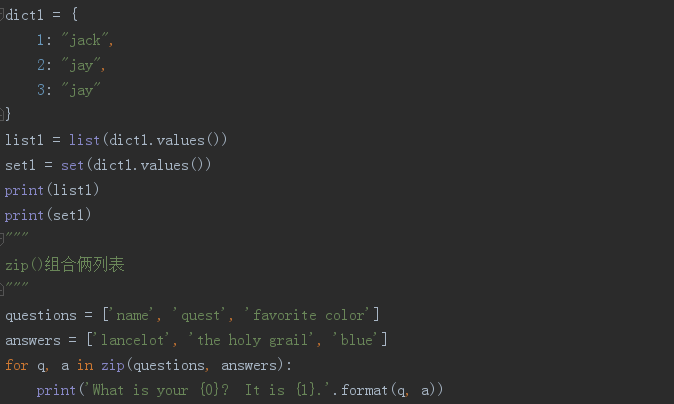 dict1 = {
    1: "jack",
    2: "jay",
    3: "jay"
}
list1 = list(dict1.values())
set1 = set(dict1.values())
print(list1)
print(set1)
"""
zip()组合俩列表
"""
questions = ['name', 'quest', 'favorite color']
answers = ['lancelot', 'the holy grail', 'blue']
for q, a in zip(questions, answers):
    print('What is your {0}?  It is {1}.'.format(q, a))